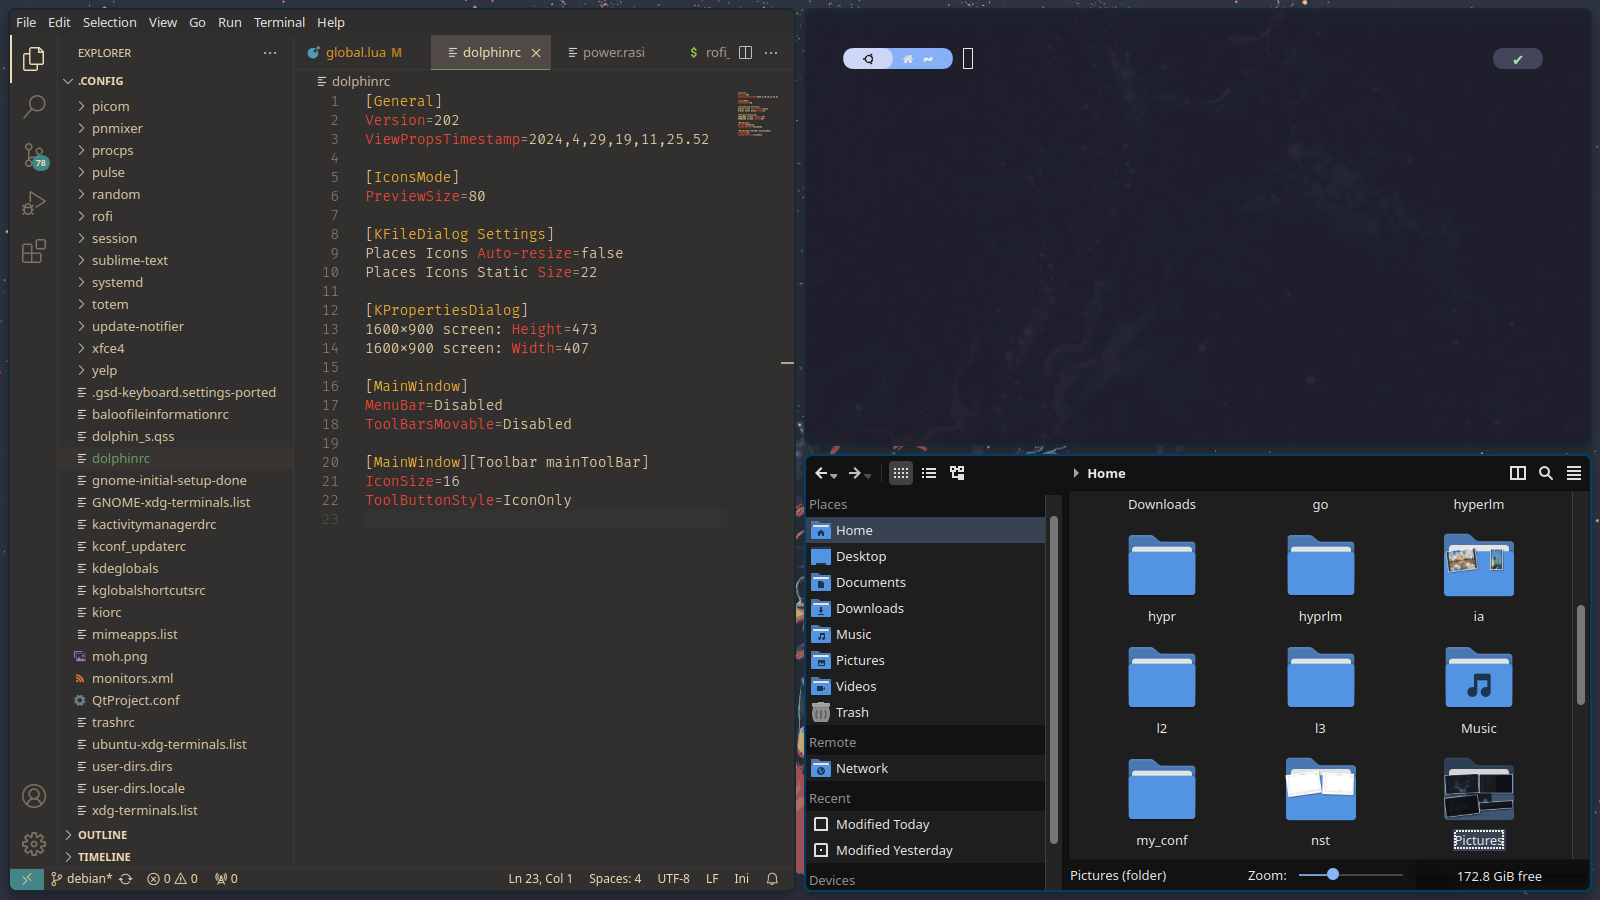 File Edit Selection View Go Run Terminal Help
EXPLORER
.CONFIG
picom
pnmixer
procps
pulse
random
rofi
session
sublime-text
systemd
totem
update-notifier
xfce4
yelp
.gsd-keyboard.settings-ported
baloofileinformationrc
dolphin_s.qss
dolphinrc
gnome-initial-setup-done
GNOME-xdg-terminals.list
kactivitymanagerdrc
kconf_updaterc
kdeglobals
kglobalshortcutsrc
kiorc
mimeapps.list
moh.png
monitors.xml
QtProject.conf
trashrc
ubuntu-xdg-terminals.list
user-dirs.dirs
user-dirs.locale
xdg-terminals.list
OUTLINE
TIMELINE
78
global.lua M dolphinrc power.rasi $ rofi_
dolphinrc
1 [General]
2 Version=202
3 ViewPropsTimestamp=2024,4,29,19,11,25.52
4
5 [IconsMode]
6 PreviewSize=80
7
8 [KFileDialog Settings]
9 Places Icons Auto-resize=false
10 Places Icons Static Size=22
11
12 [KPropertiesDialog]
13 1600×900 screen: Height=473
14 1600×900 screen: Width=407
15
16 [MainWindow]
17 MenuBar=Disabled
18 ToolBarsMovable=Disabled
19
20 [MainWindow][Toolbar mainToolBar]
21 IconSize=16
22 ToolButtonStyle=IconOnly
23
debian* 0 0 0 Ln 23, Col 1 Spaces: 4 UTF-8 LF Ini
~ ✔
Home
Places
Home
Desktop
Documents
Downloads
Music
Pictures
Videos
Trash
Remote
Network
Recent
Modified Today
Modified Yesterday
Devices
Downloads go hyperlm
hypr hyprlm ia
l2 l3 Music
my_conf nst Pictures
Pictures (folder) Zoom: 172.8 GiB free